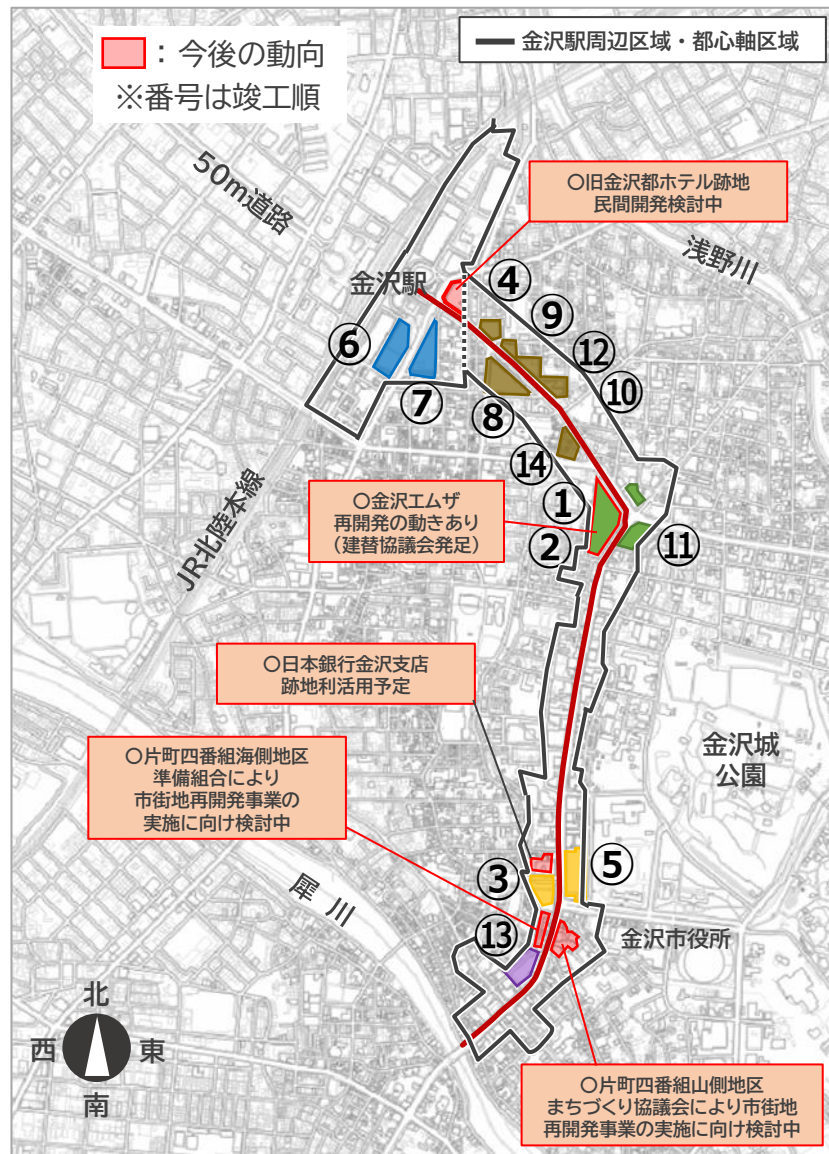 ：今後の動向
※番号は竣工順
金沢駅周辺区域・都心軸区域
50m道路
〇旧金沢都ホテル跡地
民間開発検討中
浅野川
金沢駅
④
⑨
⑥
⑫
⑩
⑦
⑧
⑭
①
〇金沢エムザ
再開発の動きあり
（建替協議会発足）
②
⑪
JR北陸本線
〇日本銀行金沢支店
跡地利活用予定
金沢城
公園
〇片町四番組海側地区
準備組合により
市街地再開発事業の
実施に向け検討中
⑤
③
犀川
⑬
金沢市役所
北
西
東
南
〇片町四番組山側地区
まちづくり協議会により市街地
再開発事業の実施に向け検討中